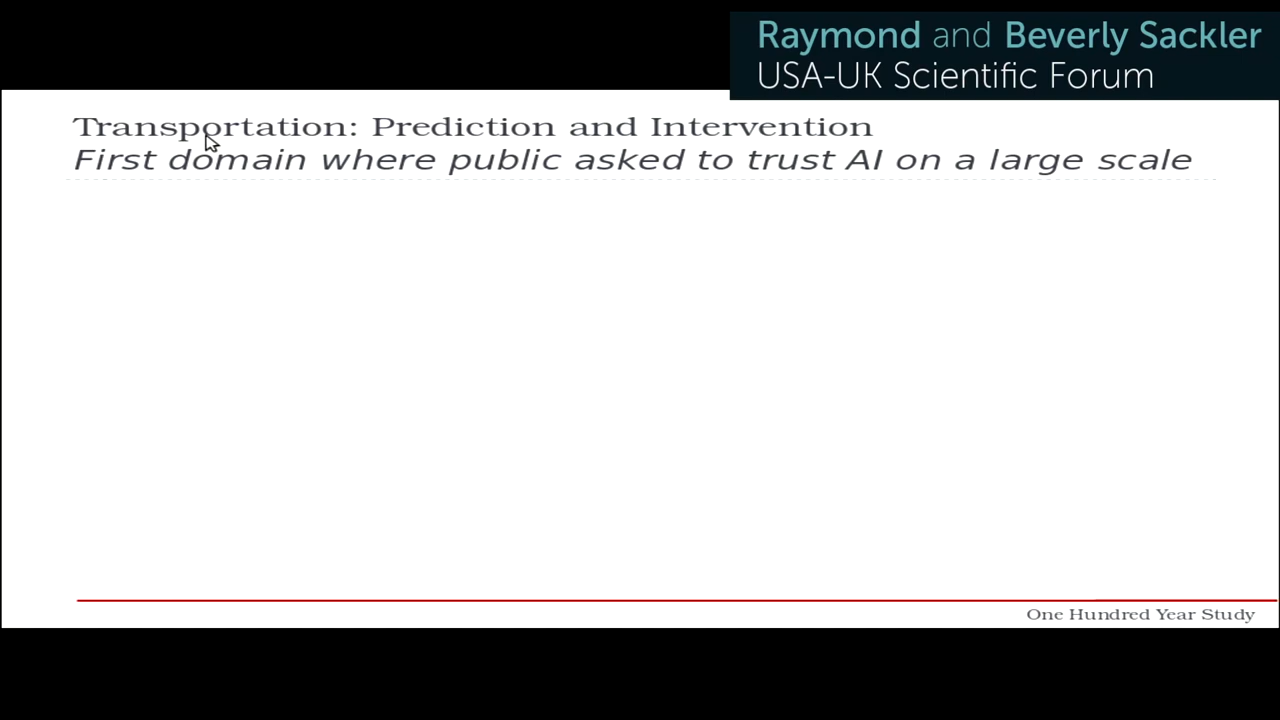 Raymond and Beverly Sackler
USA-UK Scientific Forum
Transportation: Prediction and Intervention
First domain where public asked to trust AI on a large scale
One Hundred Year Study